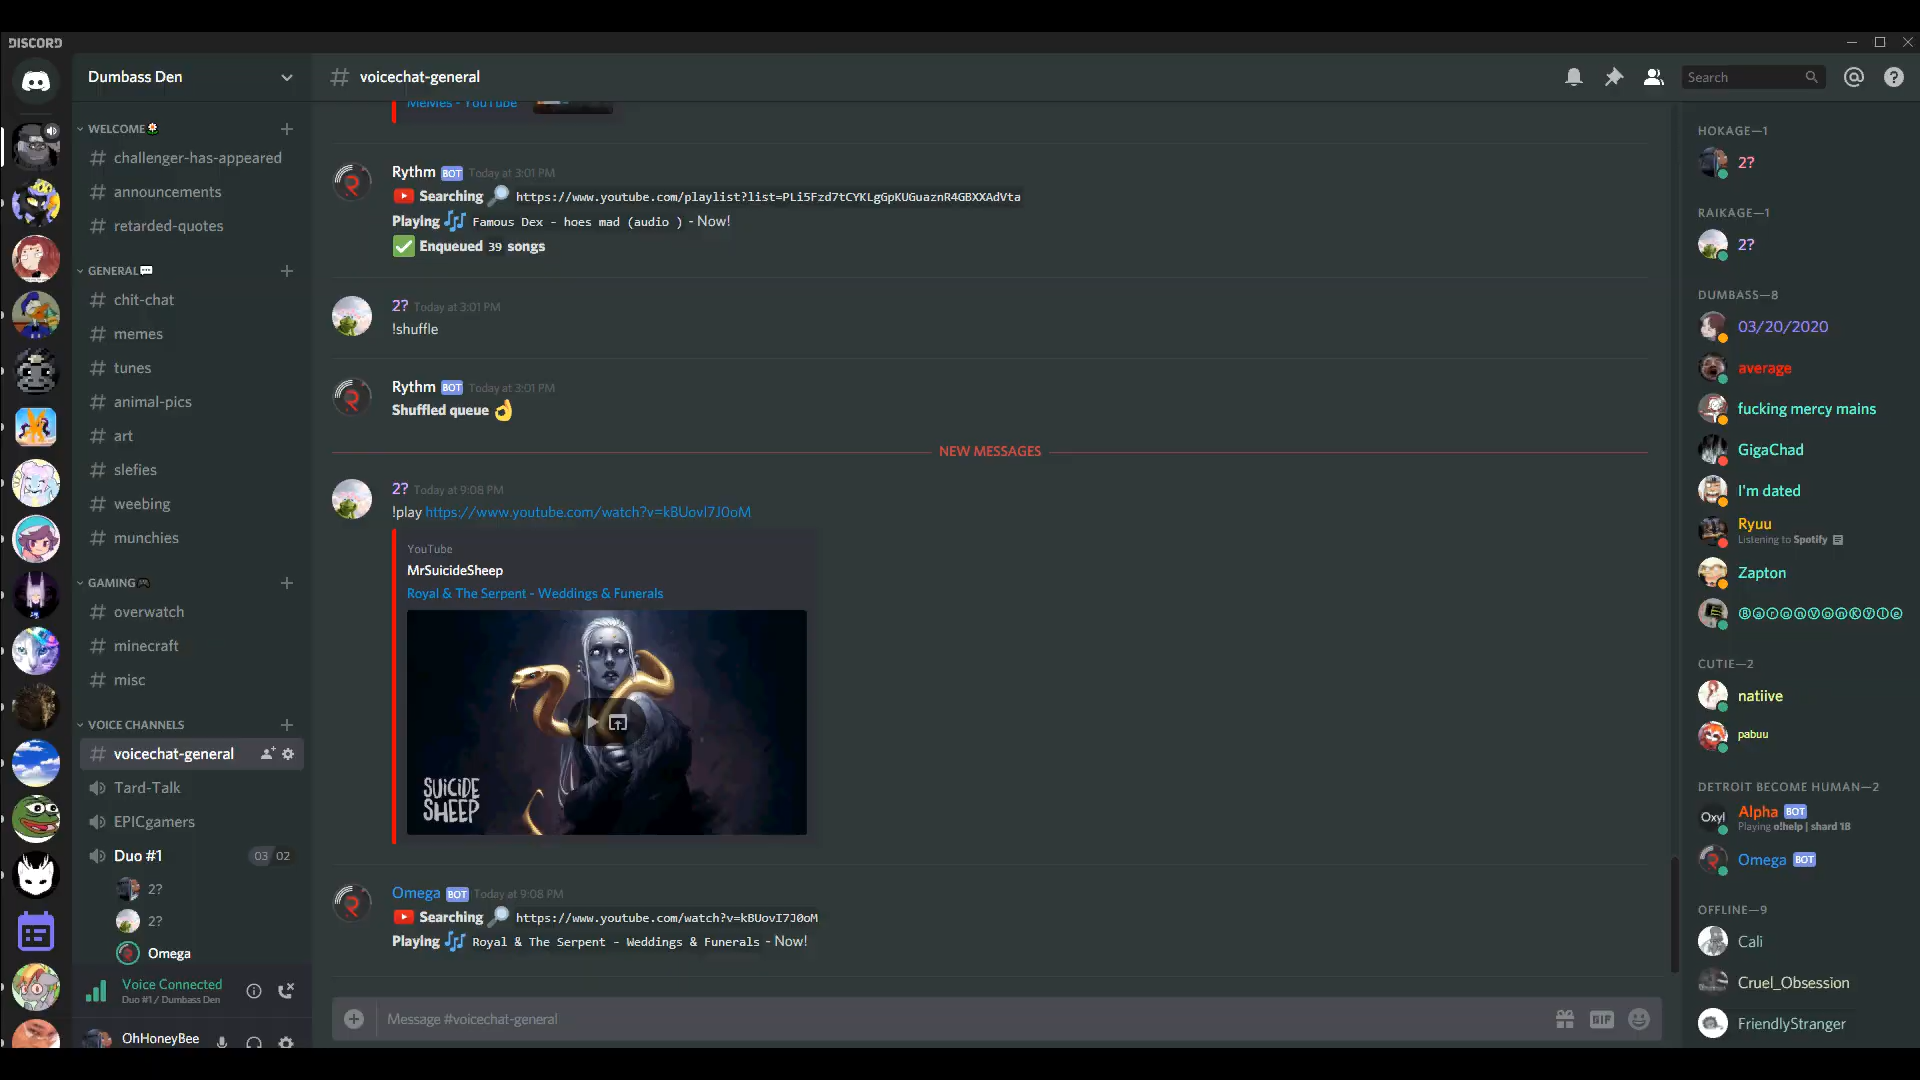 DISCORD
Dumbass Den
voicechat-general
Search
WELCOME
challenger-has-appeared
announcements
retarded-quotes
GENERAL
chit-chat
memes
tunes
animal-pics
art
slefies
weebing
munchies
GAMING
overwatch
minecraft
misc
VOICE CHANNELS
voicechat-general
Tard-Talk
EPICgamers
Duo #1 03 02
2?
2?
Omega
Voice Connected
Duo #1 / Dumbass Den
OhHoneyBee
Memes - YouTube
Rythm BOT Today at 3:01 PM
Searching https://www.youtube.com/playlist?list=PLi5Fzd7tCYKLgGpKUGuaznR4GBXXAdVta
Playing Famous Dex - hoes mad (audio ) - Now!
Enqueued 39 songs
2? Today at 3:01 PM
!shuffle
Rythm BOT Today at 3:01 PM
Shuffled queue
NEW MESSAGES
2? Today at 9:08 PM
!play https://www.youtube.com/watch?v=kBUovI7J0oM
YouTube
MrSuicideSheep
Royal & The Serpent - Weddings & Funerals
SUICIDE
SHEEP
Omega BOT Today at 9:08 PM
Searching https://www.youtube.com/watch?v=kBUovI7J0oM
Playing Royal & The Serpent - Weddings & Funerals - Now!
Message #voicechat-general
GIF
HOKAGE—1
2?
RAIKAGE—1
2?
DUMBASS—8
03/20/2020
average
fucking mercy mains
GigaChad
I'm dated
Ryuu
Listening to Spotify
Zapton
ⒷⓐⓡⓞⓝⓋⓞⓝⓀⓨⓛⓔ
CUTIE—2
natiive
pabuu
DETROIT BECOME HUMAN—2
Oxyl
Alpha BOT
Playing o!help | shard 18
Omega BOT
OFFLINE—9
Cali
Cruel_Obsession
FriendlyStranger